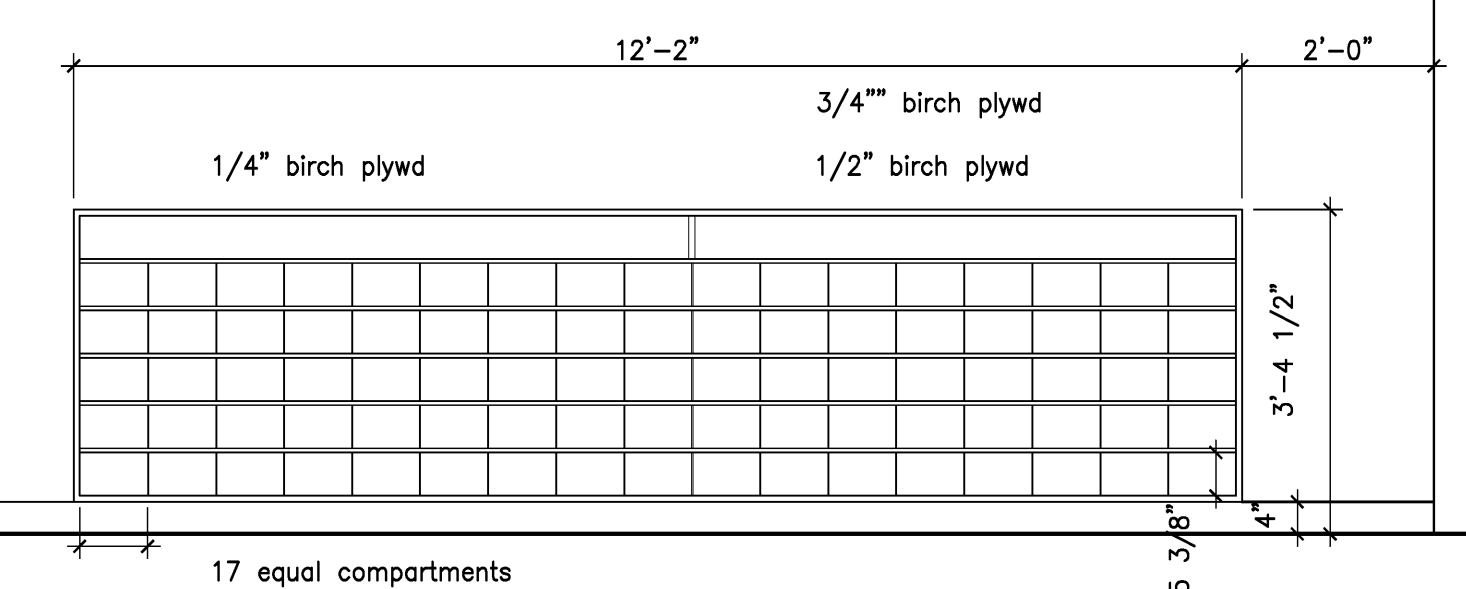 12'-2"
2'-0"
3/4"" birch plywd
1/4" birch plywd
1/2" birch plywd
3'-4 1/2"
4"
5 3/8"
17 equal compartments